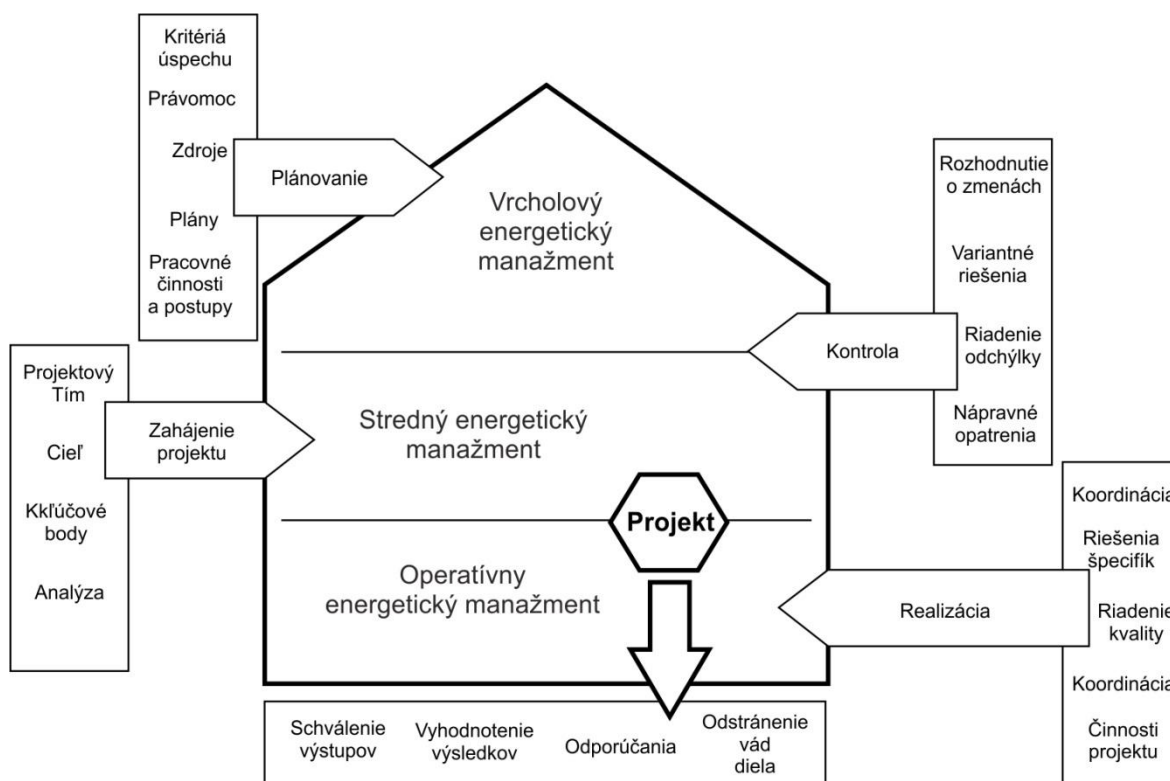 Kritériá
úspechu
Právomoc
Zdroje
Plány
Pracovné
činnosti
a postupy
Plánovanie
Vrcholový
energetický
manažment
Rozhodnutie
o zmenách
Variantné
riešenia
Riadenie
odchýlky
Nápravné
opatrenia
Kontrola
Projektový
Tím
Cieľ
Kkľúčové
body
Analýza
Zahájenie
projektu
Stredný energetický
manažment
Projekt
Operatívny
energetický manažment
Realizácia
Koordinácia
Riešenia
špecifík
Riadenie
kvality
Koordinácia
Činnosti
projektu
Schválenie
výstupov
Vyhodnotenie
výsledkov
Odporúčania
Odstránenie
vád
diela